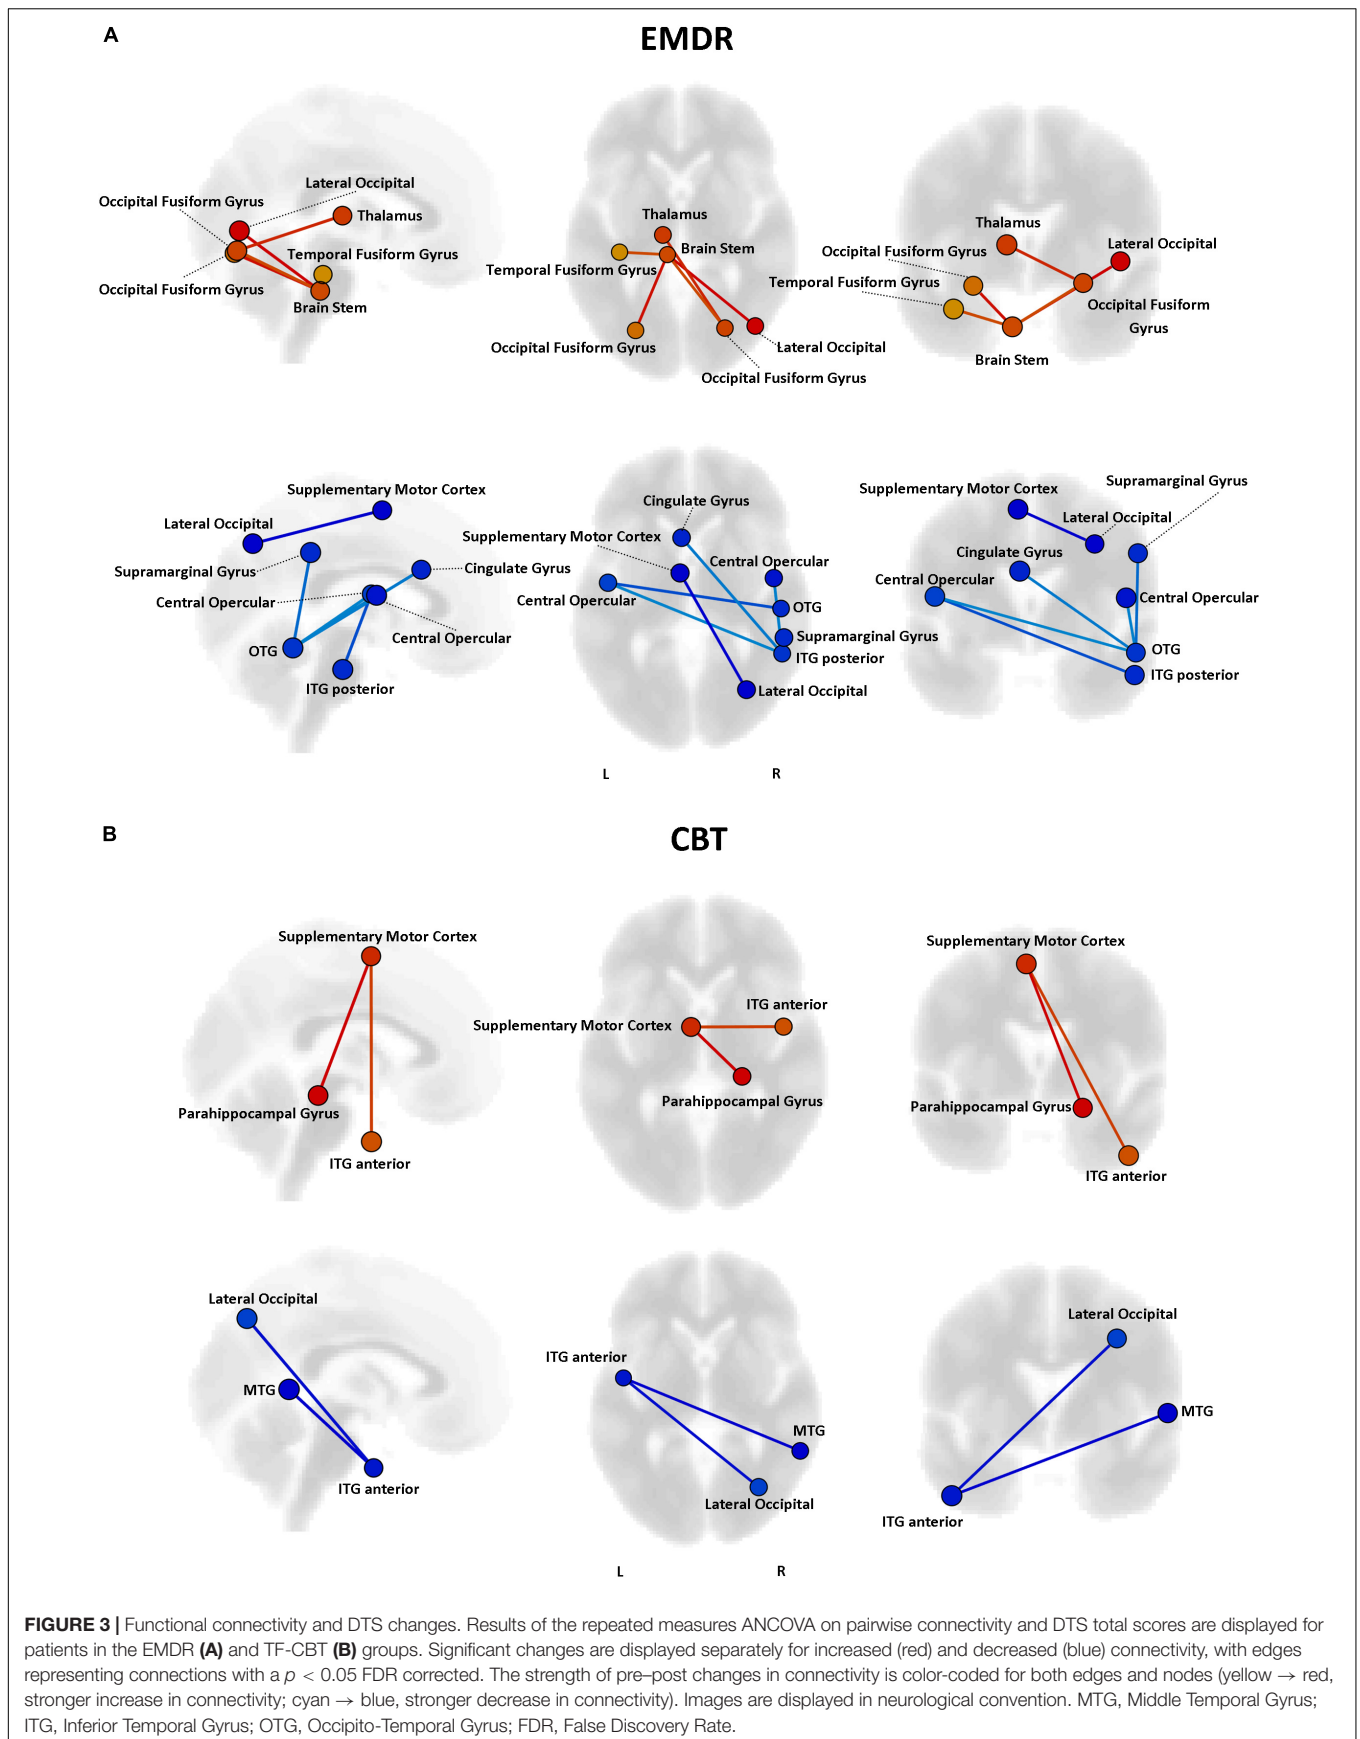 A
EMDR
Lateral Occipital
Occipital Fusiform Gyrus
Thalamus
Temporal Fusiform Gyrus
Occipital Fusiform Gyrus
Brain Stem
Thalamus
Brain Stem
Temporal Fusiform Gyrus
Occipital Fusiform Gyrus
Lateral Occipital
Occipital Fusiform Gyrus
Thalamus
Occipital Fusiform Gyrus
Lateral Occipital
Temporal Fusiform Gyrus
Occipital Fusiform
Gyrus
Brain Stem
Supplementary Motor Cortex
Lateral Occipital
Supramarginal Gyrus
Cingulate Gyrus
Central Opercular
Central Opercular
OTG
ITG posterior
Cingulate Gyrus
Supplementary Motor Cortex
Central Opercular
Central Opercular
OTG
Supramarginal Gyrus
ITG posterior
Lateral Occipital
Supplementary Motor Cortex
Supramarginal Gyrus
Lateral Occipital
Cingulate Gyrus
Central Opercular
Central Opercular
OTG
ITG posterior
L
R
B
CBT
Supplementary Motor Cortex
Parahippocampal Gyrus
ITG anterior
ITG anterior
Supplementary Motor Cortex
Parahippocampal Gyrus
Supplementary Motor Cortex
Parahippocampal Gyrus
ITG anterior
Lateral Occipital
MTG
ITG anterior
ITG anterior
MTG
Lateral Occipital
Lateral Occipital
MTG
ITG anterior
L
R
FIGURE 3 | Functional connectivity and DTS changes. Results of the repeated measures ANCOVA on pairwise connectivity and DTS total scores are displayed for
patients in the EMDR (A) and TF-CBT (B) groups. Significant changes are displayed separately for increased (red) and decreased (blue) connectivity, with edges
representing connections with a p < 0.05 FDR corrected. The strength of pre–post changes in connectivity is color-coded for both edges and nodes (yellow → red,
stronger increase in connectivity; cyan → blue, stronger decrease in connectivity). Images are displayed in neurological convention. MTG, Middle Temporal Gyrus;
ITG, Inferior Temporal Gyrus; OTG, Occipito-Temporal Gyrus; FDR, False Discovery Rate.